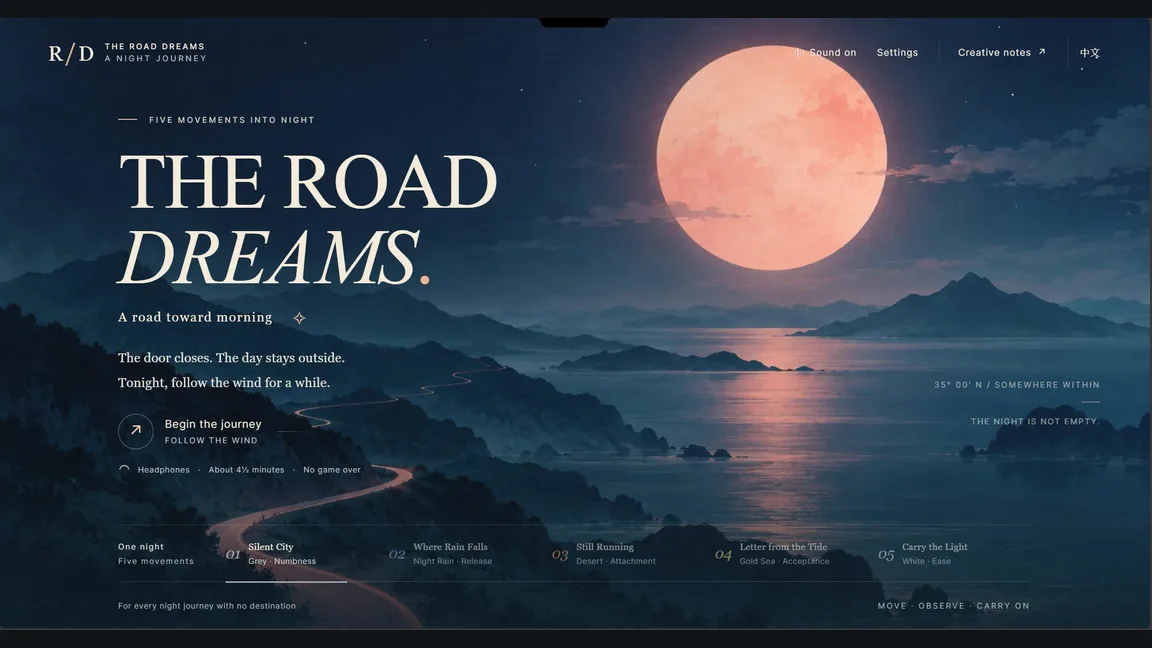 R/D
THE ROAD DREAMS
A NIGHT JOURNEY
Sound on
Settings
Creative notes ↗
中文
FIVE MOVEMENTS INTO NIGHT
THE ROAD
DREAMS.
A road toward morning
The door closes. The day stays outside.
Tonight, follow the wind for a while.
Begin the journey
FOLLOW THE WIND
Headphones · About 4½ minutes · No game over
35° 00' N / SOMEWHERE WITHIN
THE NIGHT IS NOT EMPTY.
One night
Five movements
01 Silent City
Grey · Numbness
02 Where Rain Falls
Night Rain · Release
03 Still Running
Desert · Attachment
04 Letter from the Tide
Gold Sea · Acceptance
05 Carry the Light
White · Ease
For every night journey with no destination
MOVE · OBSERVE · CARRY ON